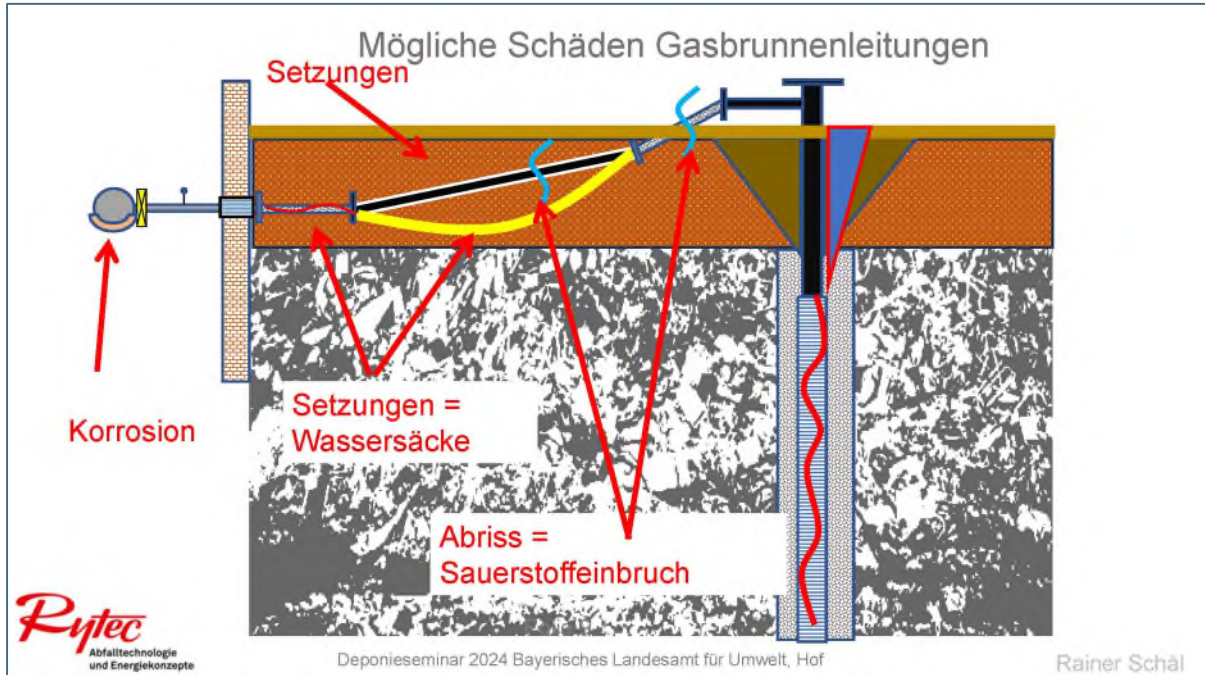 Mögliche Schäden Gasbrunnenleitungen
Setzungen
Korrosion
Setzungen =
Wassersäcke
Abriss =
Sauerstoffeinbruch
Rytec
Abfalltechnologie
und Energiekonzepte
Deponieseminar 2024 Bayerisches Landesamt für Umwelt, Hof
Rainer Schäl